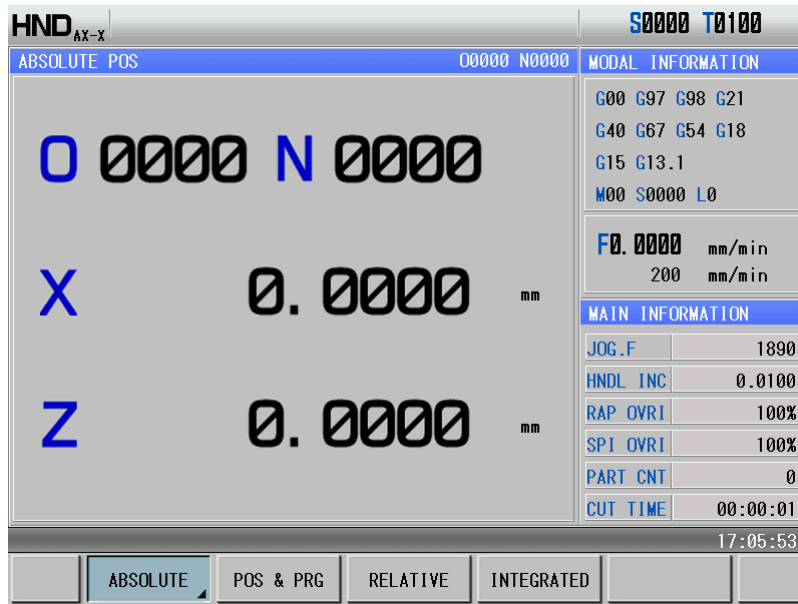 HND AX-X S0000 T0100
ABSOLUTE POS O0000 N0000
MODAL INFORMATION
G00 G97 G98 G21
G40 G67 G54 G18
G15 G13.1
M00 S0000 L0
O 0000 N 0000
F0.0000 mm/min
200 mm/min
X 0.0000 mm
MAIN INFORMATION
JOG.F 1890
HNDL INC 0.0100
RAP OVRI 100%
Z 0.0000 mm
SPI OVRI 100%
PART CNT 0
CUT TIME 00:00:01
17:05:53
ABSOLUTE POS & PRG RELATIVE INTEGRATED